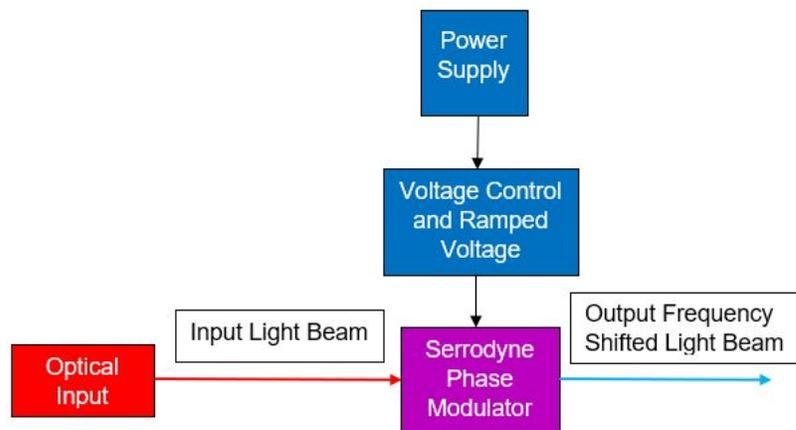 Power
Supply
Voltage Control
and Ramped
Voltage
Input Light Beam
Output Frequency
Shifted Light Beam
Optical
Input
Serrodyne
Phase
Modulator